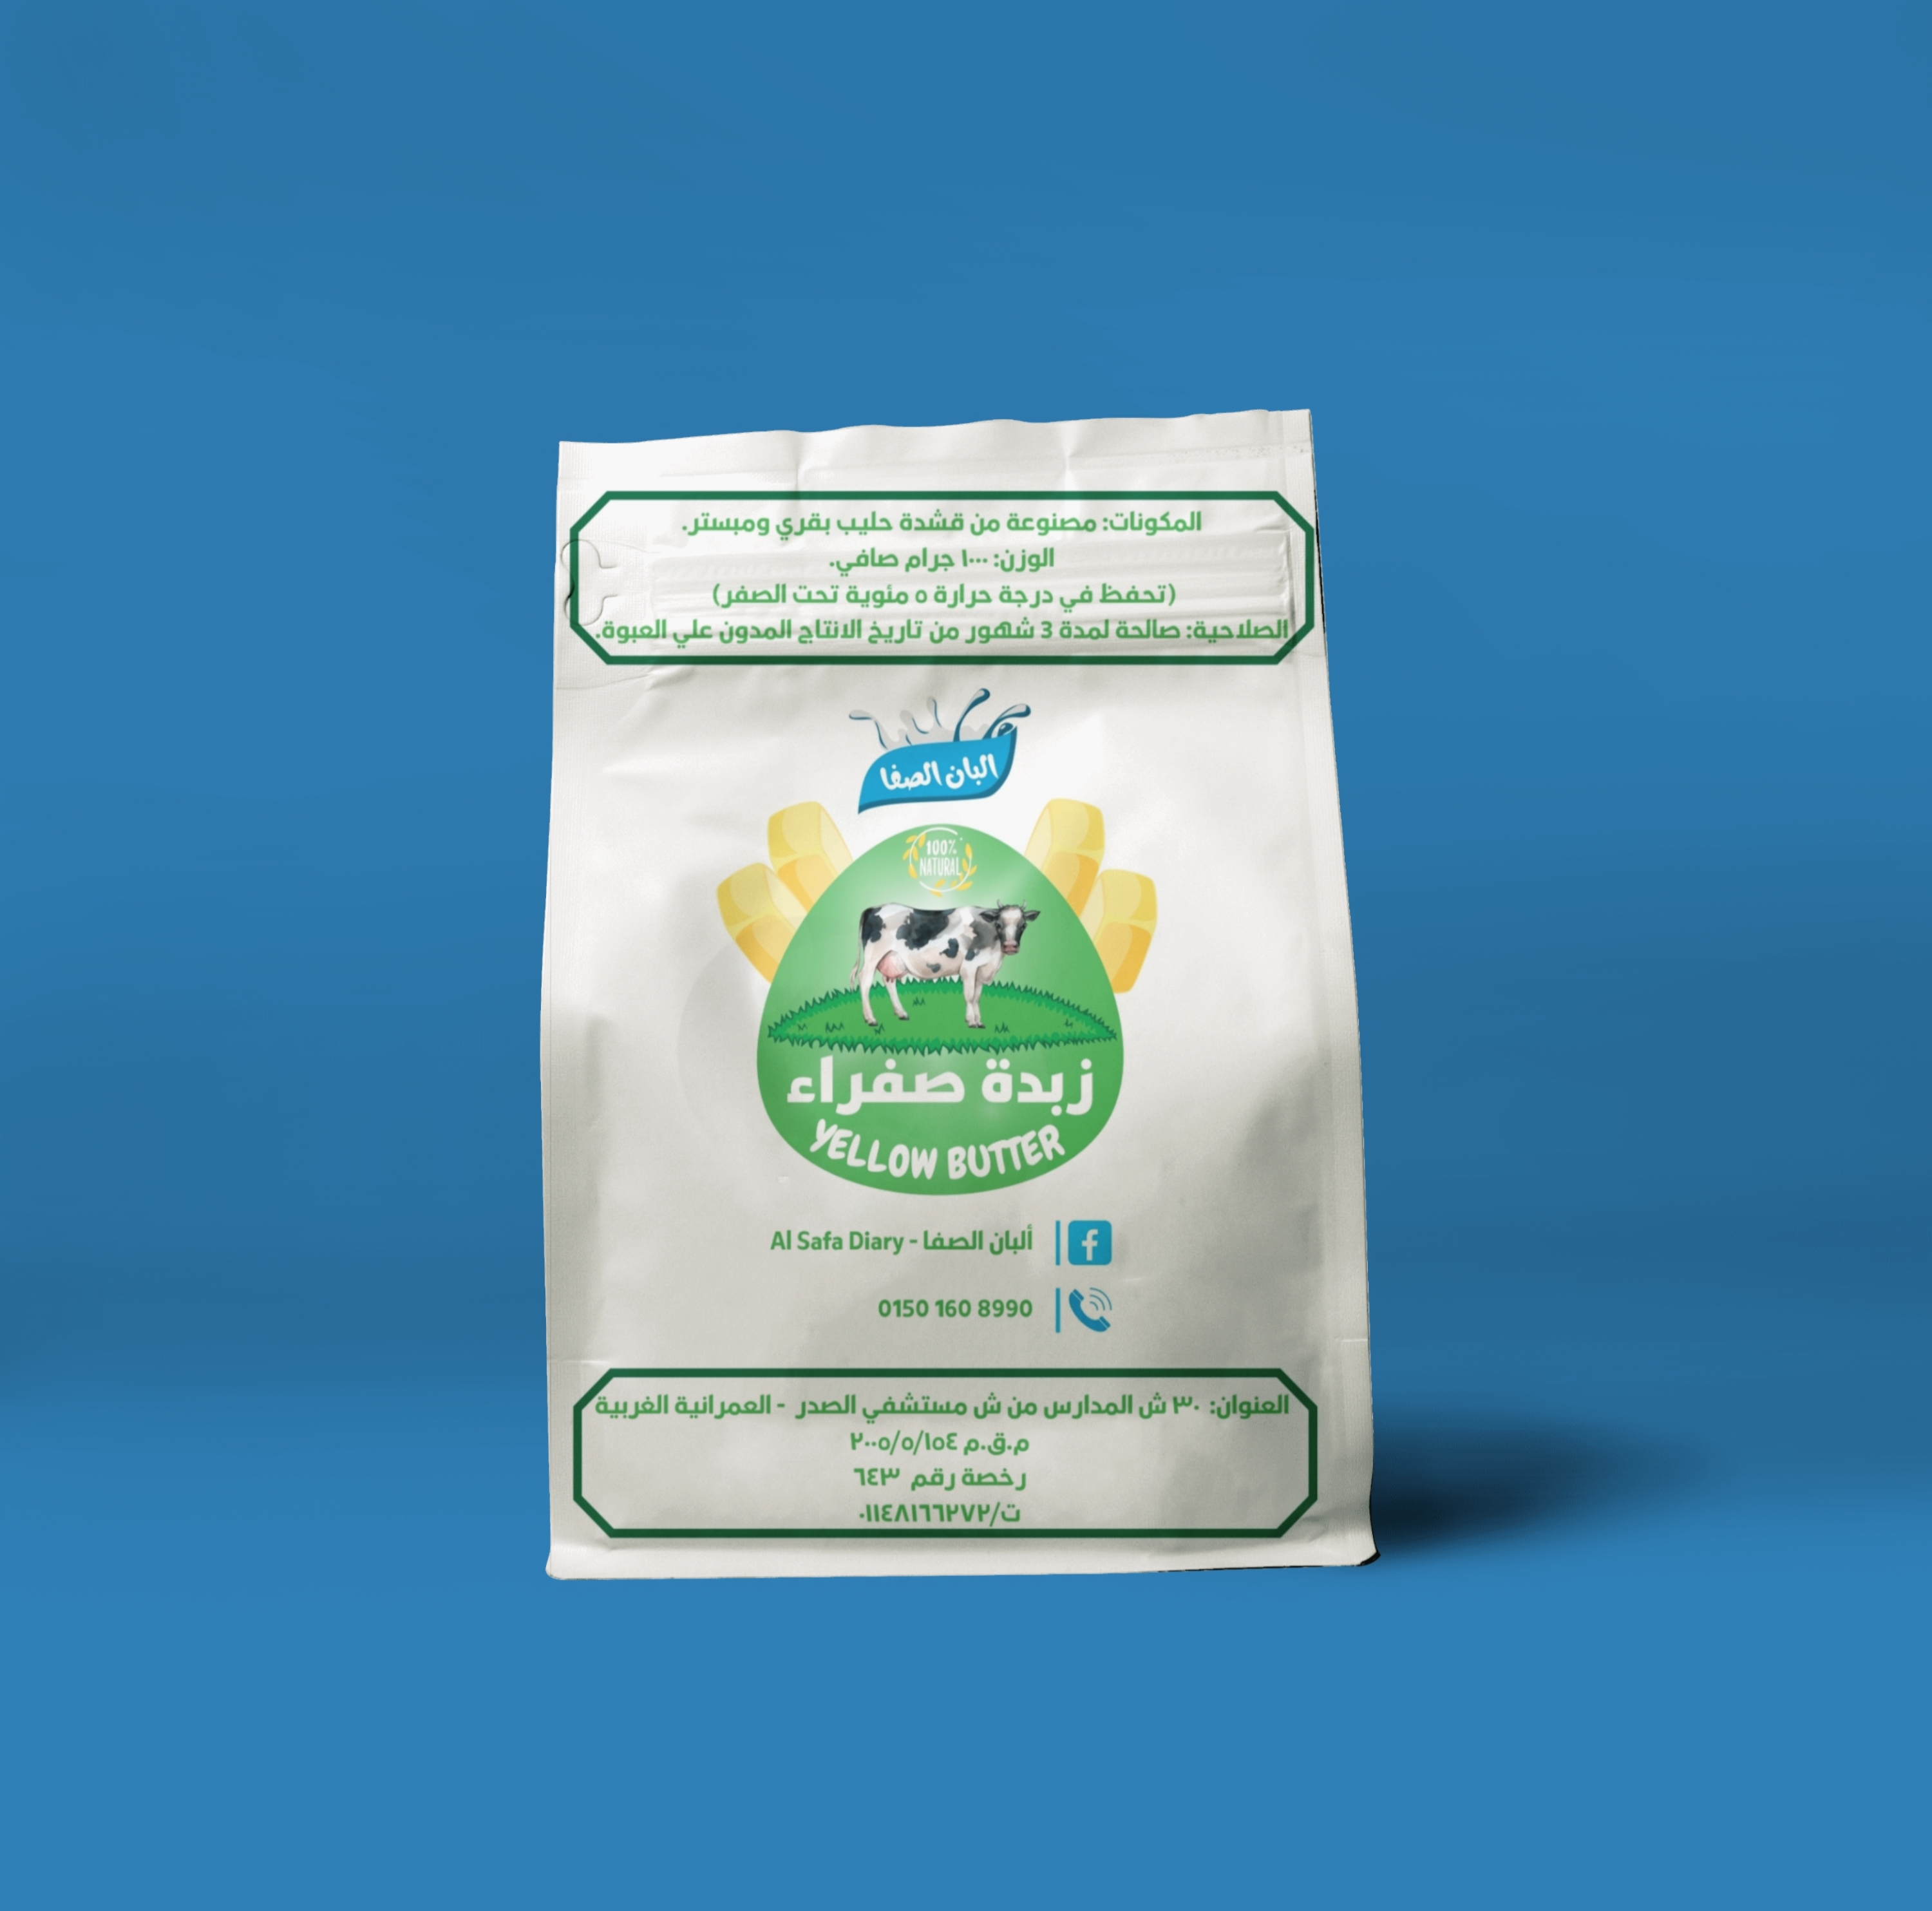 المكونات: مصنوعة من قشدة حليب بقري ومبستر.
الوزن: ١٠٠٠ جرام صافي.
(تحفظ في درجة حرارة ٥ مئوية تحت الصفر)
الصلاحية: صالحة لمدة 3 شهور من تاريخ الانتاج المدون علي العبوة.
البان الصفا
100%
NATURAL
زبدة صفراء
YELLOW BUTTER
ألبان الصفا - Al Safa Diary
0150 160 8990
العنوان: ٣٠ ش المدارس من ش مستشفي الصدر - العمرانية الغربية
م.ق.م ٢٠٠٥/٥/١٥٤
رخصة رقم ٦٤٣
ت/٠١١٤٨١٦٦٢٧٢